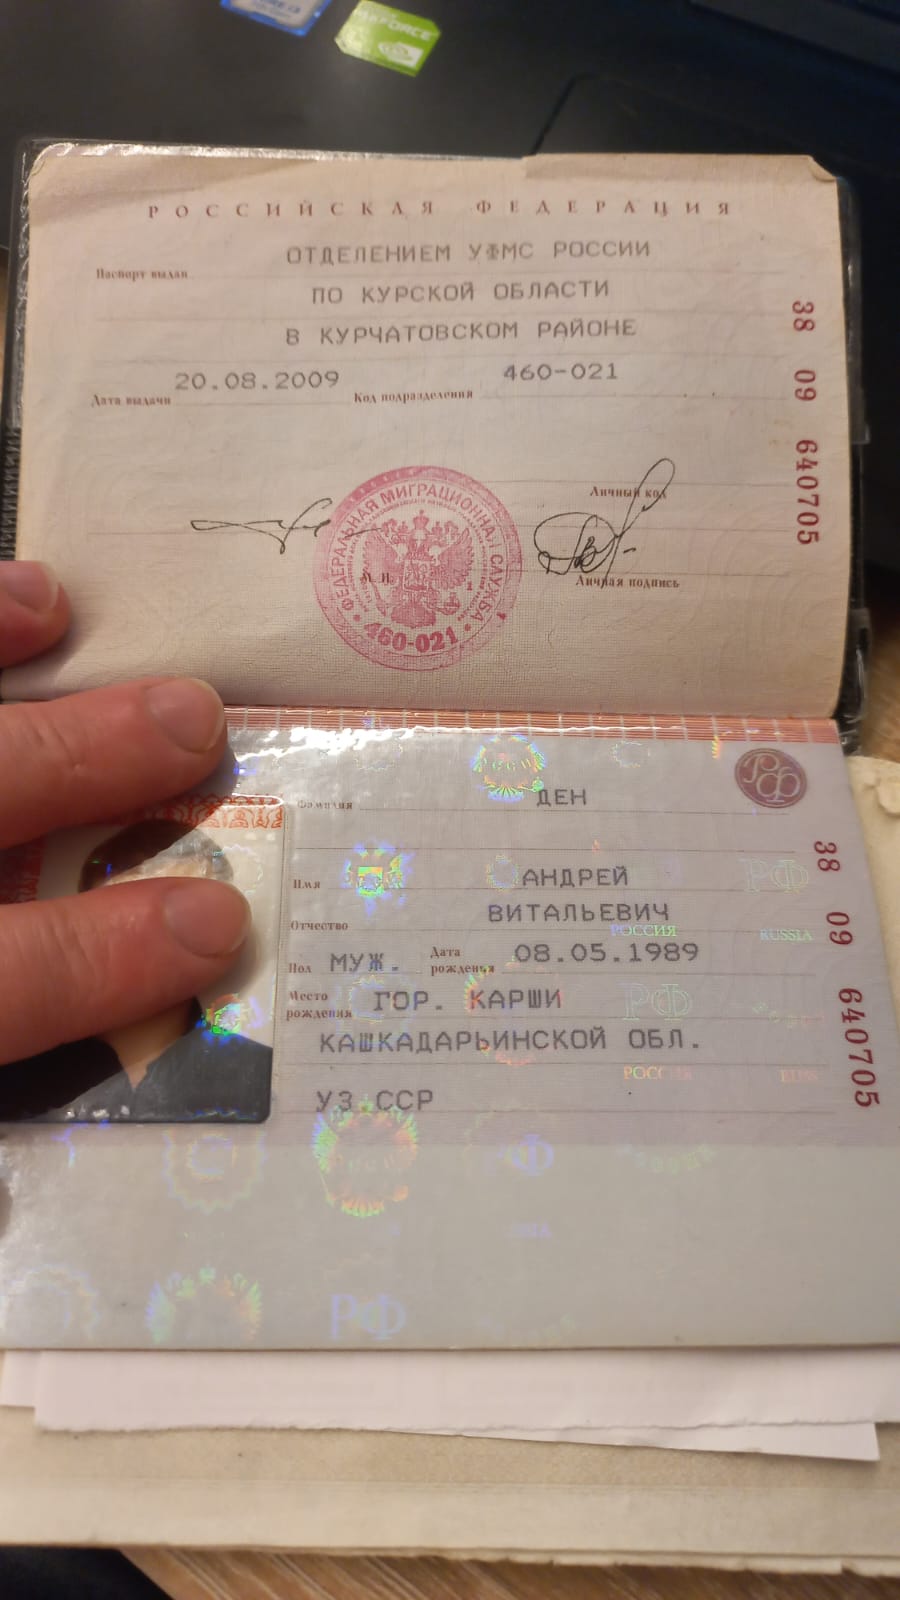 GEFORCE
РОССИЙСКАЯ ФЕДЕРАЦИЯ
Паспорт выдан ОТДЕЛЕНИЕМ УФМС РОССИИ
ПО КУРСКОЙ ОБЛАСТИ
В КУРЧАТОВСКОМ РАЙОНЕ
Дата выдачи 20.08.2009 Код подразделения 460-021
38 09 640705
Личный код
ФЕДЕРАЛЬНАЯ МИГРАЦИОННАЯ СЛУЖБА
М. П.
460-021
Личная подпись
РФ
Фамилия ДЕН
Имя АНДРЕЙ
Отчество ВИТАЛЬЕВИЧ
РОССИЯ RUSSIA
Пол МУЖ. Дата рождения 08.05.1989
Место рождения ГОР. КАРШИ
КАШКАДАРЬИНСКОЙ ОБЛ.
УЗ ССР
38 09 640705
РФ